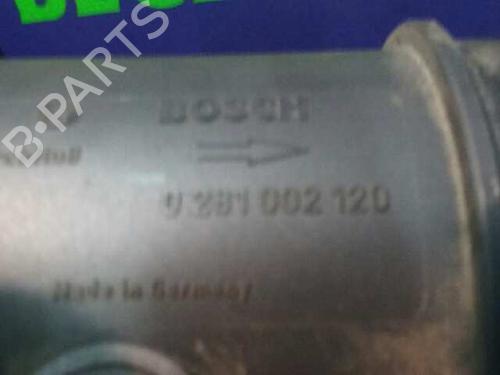 BOSCH
0 281 002 120
Made in Germany
B-PARTS